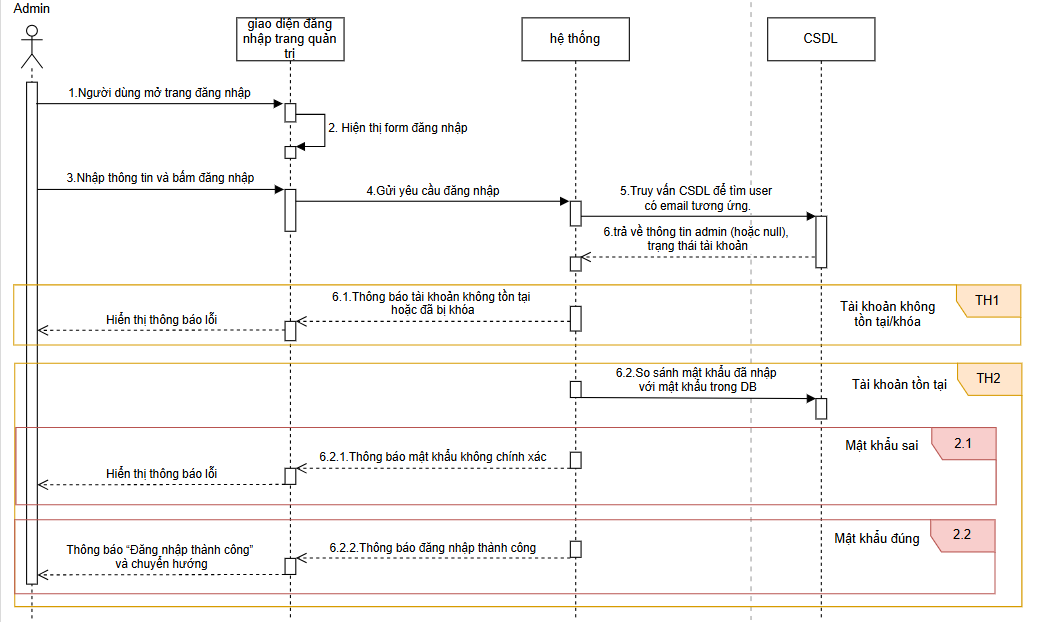 Admin
giao diện đăng
nhập trang quản
trị
hệ thống
CSDL
1.Người dùng mở trang đăng nhập
2. Hiện thị form đăng nhập
3.Nhập thông tin và bấm đăng nhập
4.Gửi yêu cầu đăng nhập
5.Truy vấn CSDL để tìm user
có email tương ứng.
6.trả về thông tin admin (hoặc null),
trạng thái tài khoản
6.1.Thông báo tài khoản không tồn tại
hoặc đã bị khóa
Hiển thị thông báo lỗi
Tài khoản không
tồn tại/khóa
TH1
6.2.So sánh mật khẩu đã nhập
với mật khẩu trong DB
Tài khoản tồn tại
TH2
6.2.1.Thông báo mật khẩu không chính xác
Hiển thị thông báo lỗi
Mật khẩu sai
2.1
6.2.2.Thông báo đăng nhập thành công
Thông báo “Đăng nhập thành công”
và chuyển hướng
Mật khẩu đúng
2.2